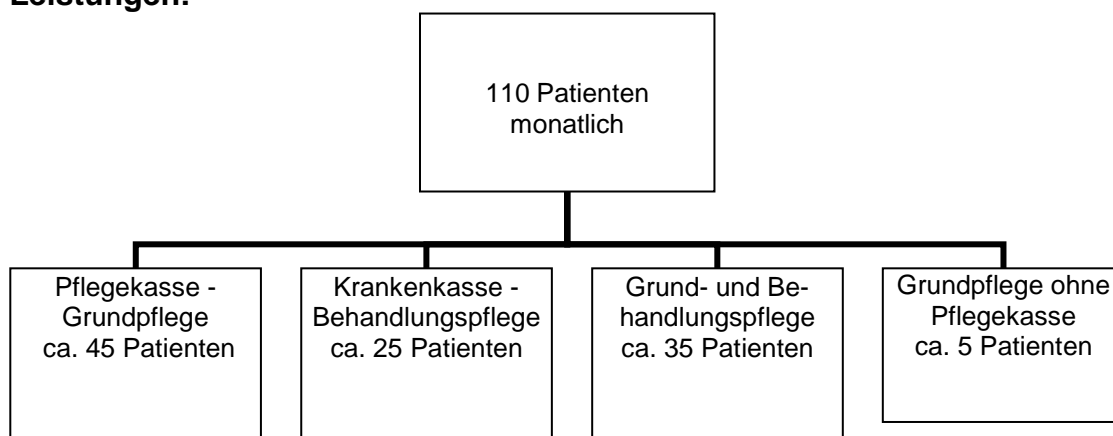 Leistungen:
110 Patienten
monatlich
Pflegekasse -
Grundpflege
ca. 45 Patienten
Krankenkasse -
Behandlungspflege
ca. 25 Patienten
Grund- und Be-
handlungspflege
ca. 35 Patienten
Grundpflege ohne
Pflegekasse
ca. 5 Patienten